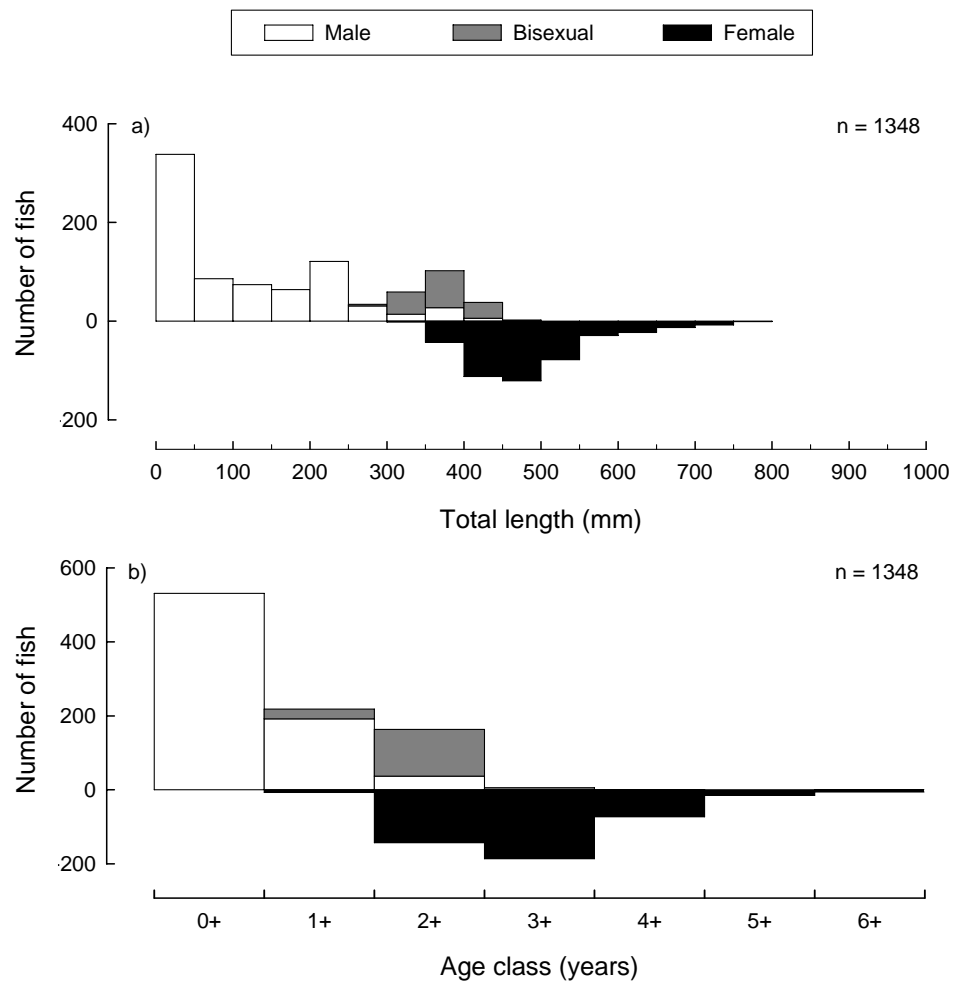 Male Bisexual Female
a) n = 1348
400
200
0
-200
Number of fish
0 100 200 300 400 500 600 700 800 900 1000
Total length (mm)
b) n = 1348
600
400
200
0
-200
Number of fish
0+ 1+ 2+ 3+ 4+ 5+ 6+
Age class (years)